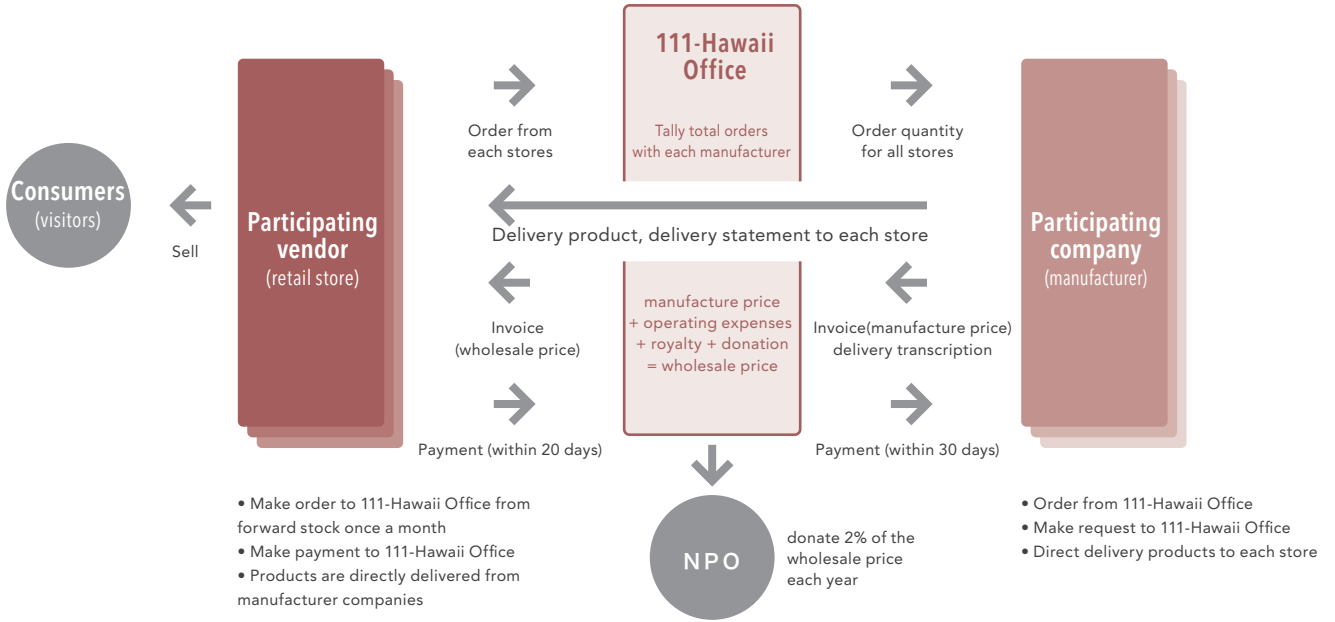 111-Hawaii
Office
Tally total orders
with each manufacturer
Order from
each stores
Order quantity
for all stores
Consumers
(visitors)
Sell
Participating
vendor
(retail store)
Delivery product, delivery statement to each store
Participating
company
(manufacturer)
Invoice
(wholesale price)
manufacture price
+ operating expenses
+ royalty + donation
= wholesale price
Invoice(manufacture price)
delivery transcription
Payment (within 20 days)
Payment (within 30 days)
• Make order to 111-Hawaii Office from
forward stock once a month
• Make payment to 111-Hawaii Office
• Products are directly delivered from
manufacturer companies
NPO
donate 2% of the
wholesale price
each year
• Order from 111-Hawaii Office
• Make request to 111-Hawaii Office
• Direct delivery products to each store